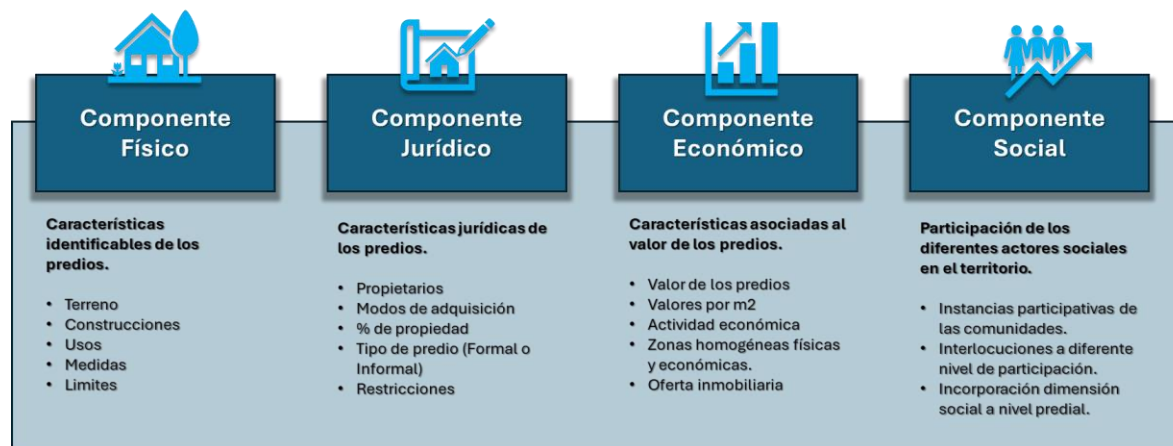 Componente
Físico
Características
identificables de los
predios.
• Terreno
• Construcciones
• Usos
• Medidas
• Limites
Componente
Jurídico
Características jurídicas de
los predios.
• Propietarios
• Modos de adquisición
• % de propiedad
• Tipo de predio (Formal o
Informal)
• Restricciones
Componente
Económico
Características asociadas al
valor de los predios.
• Valor de los predios
• Valores por m2
• Actividad económica
• Zonas homogéneas físicas
y económicas.
• Oferta inmobiliaria
Componente
Social
Participación de los
diferentes actores sociales
en el territorio.
• Instancias participativas de
las comunidades.
• Interlocuciones a diferente
nivel de participación.
• Incorporación dimensión
social a nivel predial.